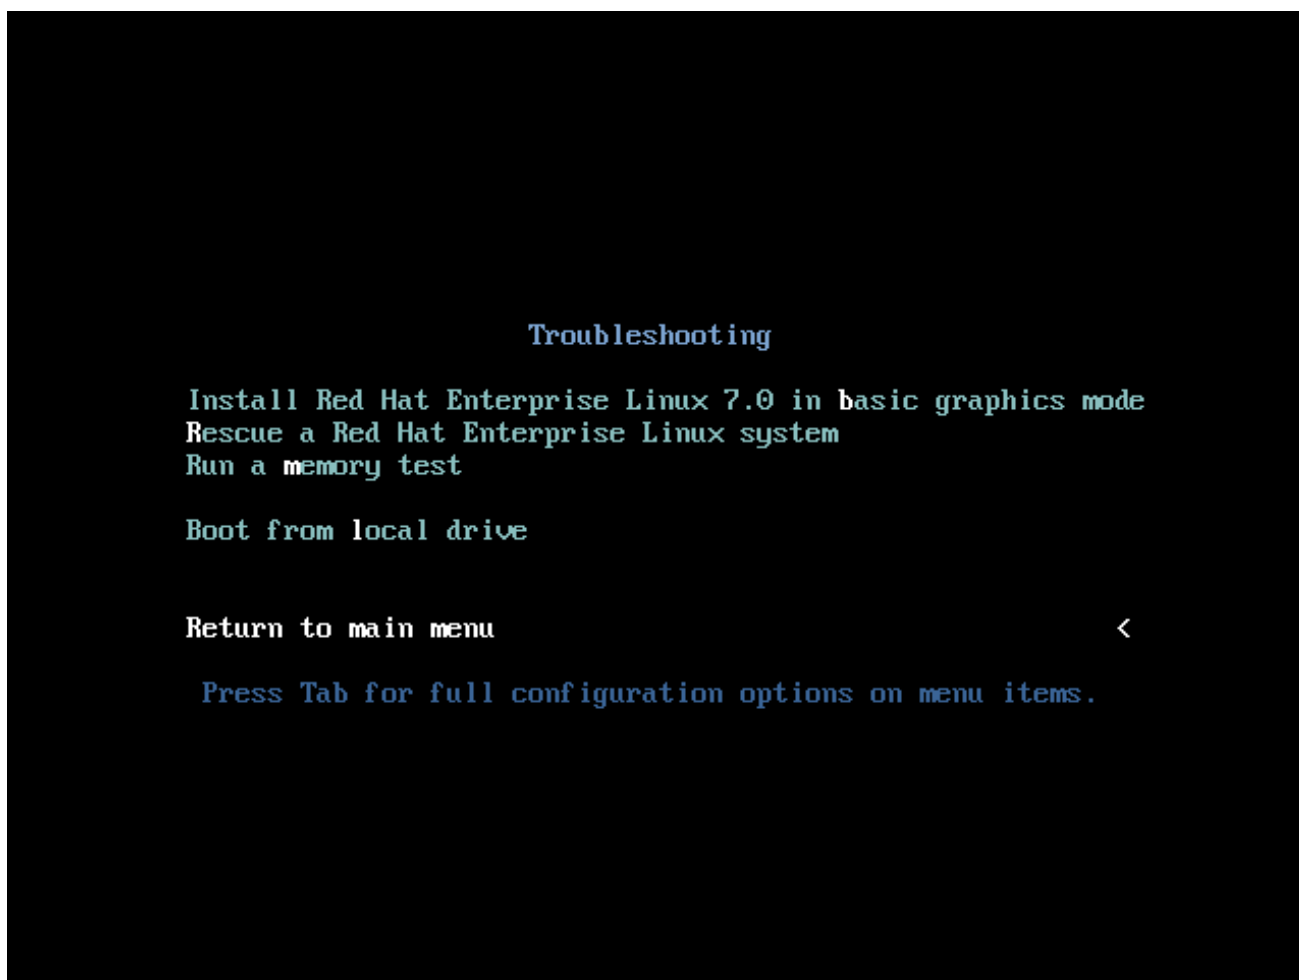 Troubleshooting
Install Red Hat Enterprise Linux 7.0 in basic graphics mode
Rescue a Red Hat Enterprise Linux system
Run a memory test
Boot from local drive
Return to main menu <
Press Tab for full configuration options on menu items.